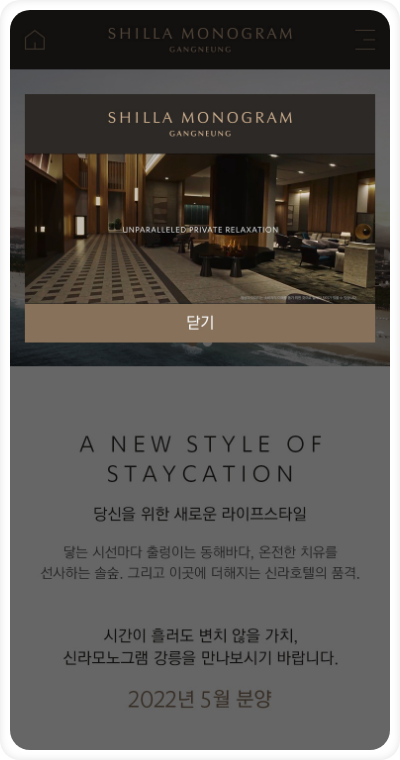 SHILLA MONOGRAM
GANGNEUNG
SHILLA MONOGRAM
GANGNEUNG
UNPARALLELED PRIVATE RELAXATION
닫기
A NEW STYLE OF
STAYCATION
당신을 위한 새로운 라이프스타일
닿는 시선마다 출렁이는 동해바다, 온전한 치유를
선사하는 솔숲. 그리고 이곳에 더해지는 신라호텔의 품격.
시간이 흘러도 변치 않을 가치,
신라모노그램 강릉을 만나보시기 바랍니다.
2022년 5월 분양